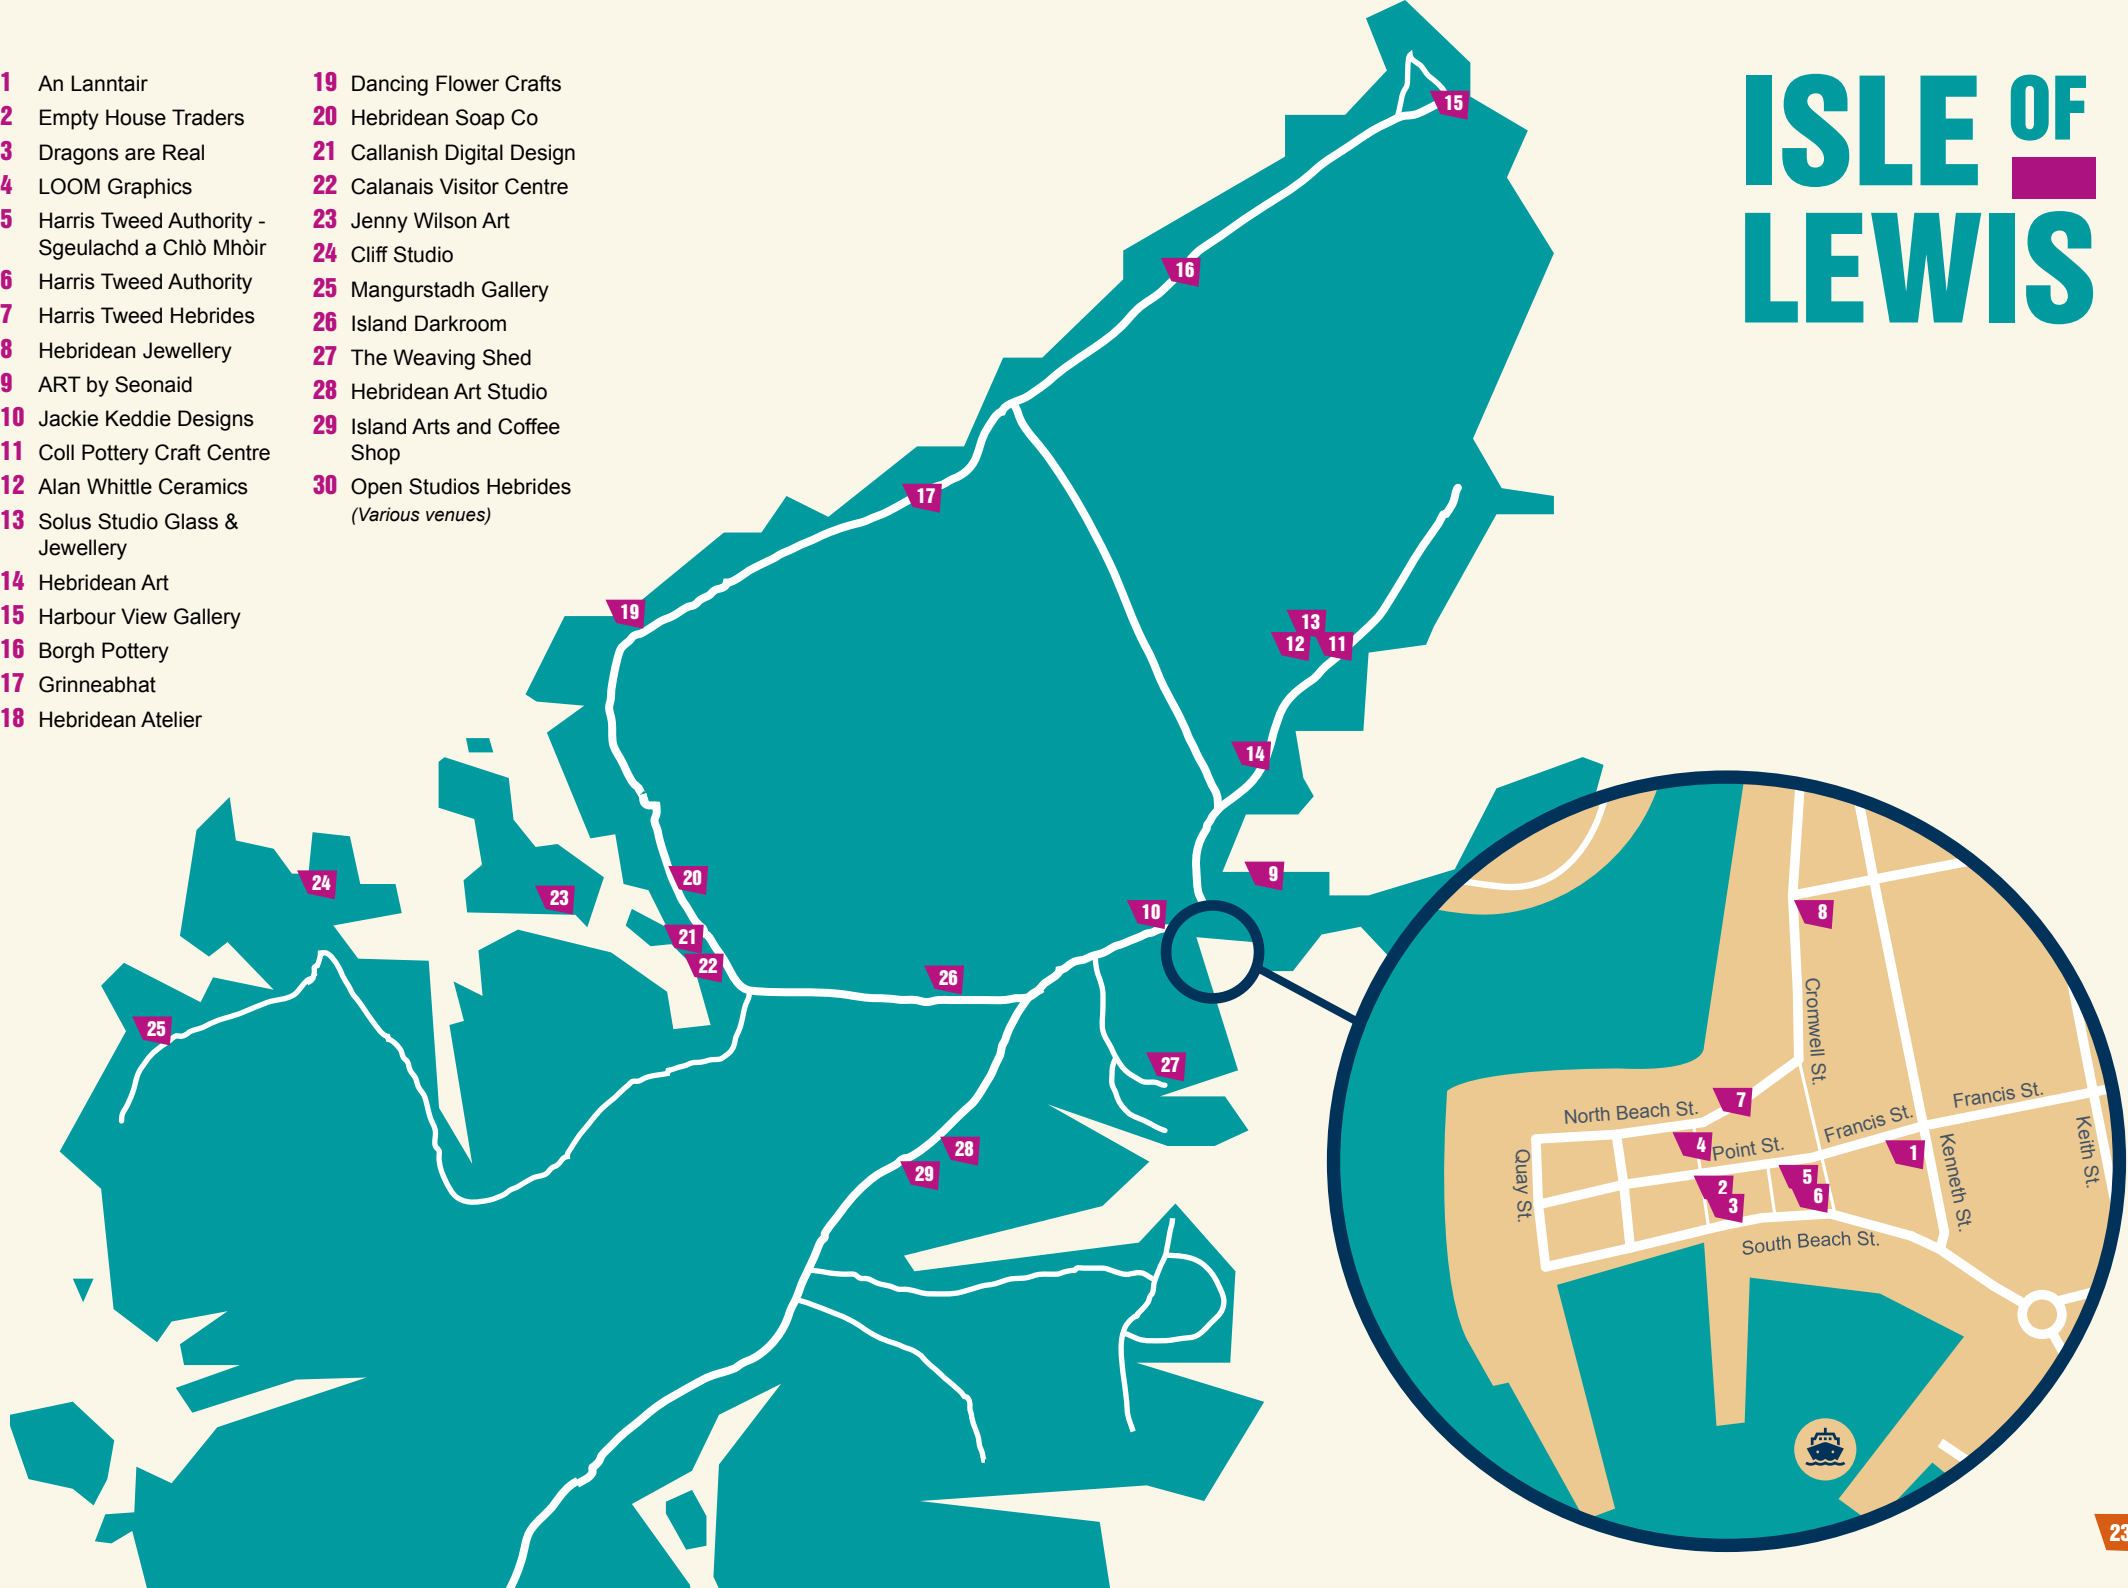 1 An Lanntair
2 Empty House Traders
3 Dragons are Real
4 LOOM Graphics
5 Harris Tweed Authority -
Sgeulachd a Chlò Mhòir
6 Harris Tweed Authority
7 Harris Tweed Hebrides
8 Hebridean Jewellery
9 ART by Seonaid
10 Jackie Keddie Designs
11 Coll Pottery Craft Centre
12 Alan Whittle Ceramics
13 Solus Studio Glass &
Jewellery
14 Hebridean Art
15 Harbour View Gallery
16 Borgh Pottery
17 Grinneabhat
18 Hebridean Atelier
19 Dancing Flower Crafts
20 Hebridean Soap Co
21 Callanish Digital Design
22 Calanais Visitor Centre
23 Jenny Wilson Art
24 Cliff Studio
25 Mangurstadh Gallery
26 Island Darkroom
27 The Weaving Shed
28 Hebridean Art Studio
29 Island Arts and Coffee
Shop
30 Open Studios Hebrides
(Various venues)
ISLE OF
LEWIS
15
16
17
19
13
12
11
14
9
20
24
23
10
21
22
26
25
27
28
29
8
Cromwell St.
7
North Beach St.
Francis St.
Francis St.
4
Point St.
1
Keith St.
Kenneth St.
Quay St.
5
2
6
3
South Beach St.
23